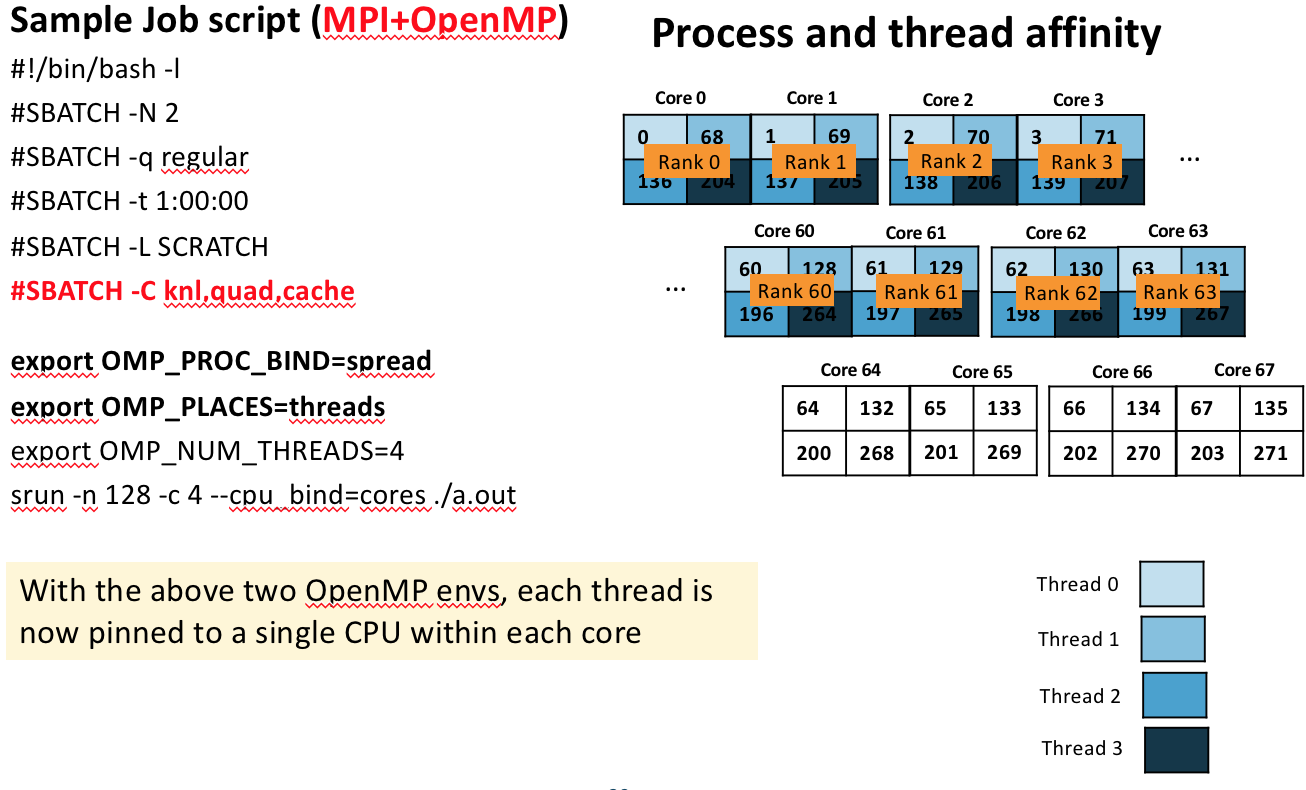 Sample Job script (MPI+OpenMP)
#!/bin/bash -l
#SBATCH -N 2
#SBATCH -q regular
#SBATCH -t 1:00:00
#SBATCH -L SCRATCH
#SBATCH -C knl,quad,cache
export OMP_PROC_BIND=spread
export OMP_PLACES=threads
export OMP_NUM_THREADS=4
srun -n 128 -c 4 --cpu_bind=cores ./a.out
With the above two OpenMP envs, each thread is
now pinned to a single CPU within each core
Process and thread affinity
Core 0 Core 1 Core 2 Core 3
0 68 1 69 2 70 3 71
Rank 0 Rank 1 Rank 2 Rank 3 ...
136 204 137 205 138 206 139 207
Core 60 Core 61 Core 62 Core 63
60 128 61 129 62 130 63 131
... Rank 60 Rank 61 Rank 62 Rank 63
196 264 197 265 198 266 199 267
Core 64 Core 65 Core 66 Core 67
64 132 65 133 66 134 67 135
200 268 201 269 202 270 203 271
Thread 0
Thread 1
Thread 2
Thread 3